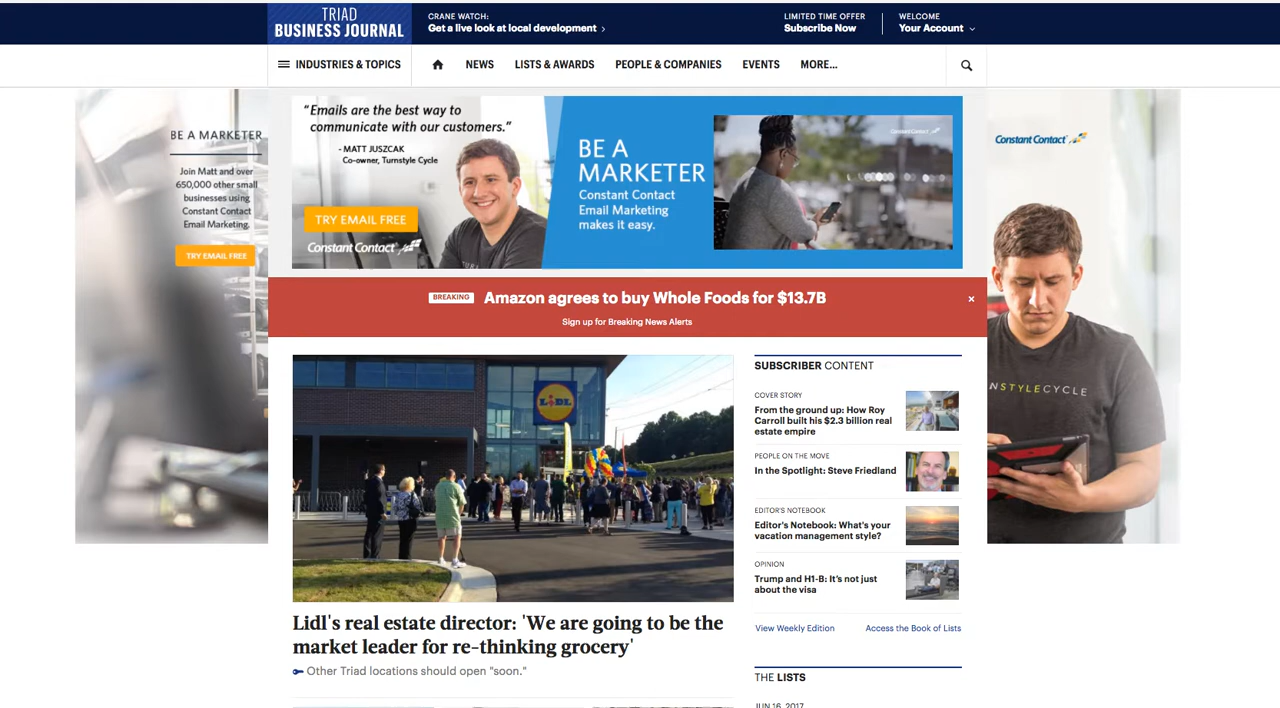 TRIAD
BUSINESS JOURNAL
CRANE WATCH:
Get a live look at local development ›
LIMITED TIME OFFER
Subscribe Now
WELCOME
Your Account
INDUSTRIES & TOPICS
NEWS
LISTS & AWARDS
PEOPLE & COMPANIES
EVENTS
MORE...
BE A MARKETER
Join Matt and over
650,000 other small
businesses using
Constant Contact
Email Marketing.
TRY EMAIL FREE
"Emails are the best way to
communicate with our customers."
- MATT JUSZCAK
Co-owner, Turnstyle Cycle
TRY EMAIL FREE
Constant Contact
BE A
MARKETER
Constant Contact
Email Marketing
makes it easy.
Constant Contact
Constant Contact
NSTYLECYCLE
BREAKING
Amazon agrees to buy Whole Foods for $13.7B
×
Sign up for Breaking News Alerts
LIDL
Lidl's real estate director: 'We are going to be the
market leader for re-thinking grocery'
Other Triad locations should open "soon."
SUBSCRIBER CONTENT
COVER STORY
From the ground up: How Roy
Carroll built his $2.3 billion real
estate empire
PEOPLE ON THE MOVE
In the Spotlight: Steve Friedland
EDITOR'S NOTEBOOK
Editor's Notebook: What's your
vacation management style?
OPINION
Trump and H1-B: It's not just
about the visa
View Weekly Edition
Access the Book of Lists
THE LISTS
JUN 16, 2017